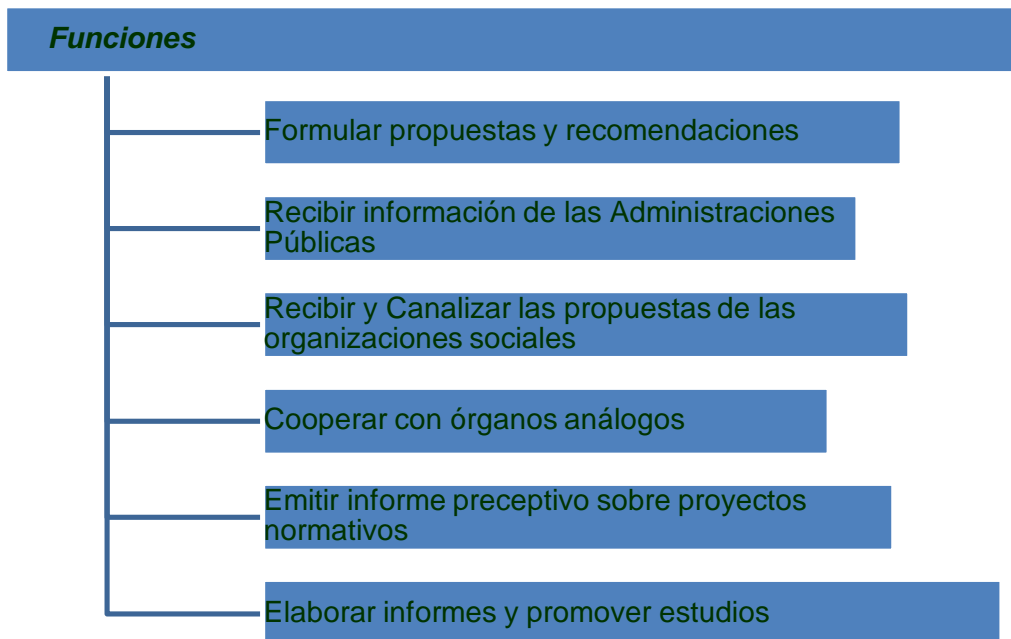 Funciones
Formular propuestas y recomendaciones
Recibir información de las Administraciones
Públicas
Recibir y Canalizar las propuestas de las
organizaciones sociales
Cooperar con órganos análogos
Emitir informe preceptivo sobre proyectos
normativos
Elaborar informes y promover estudios